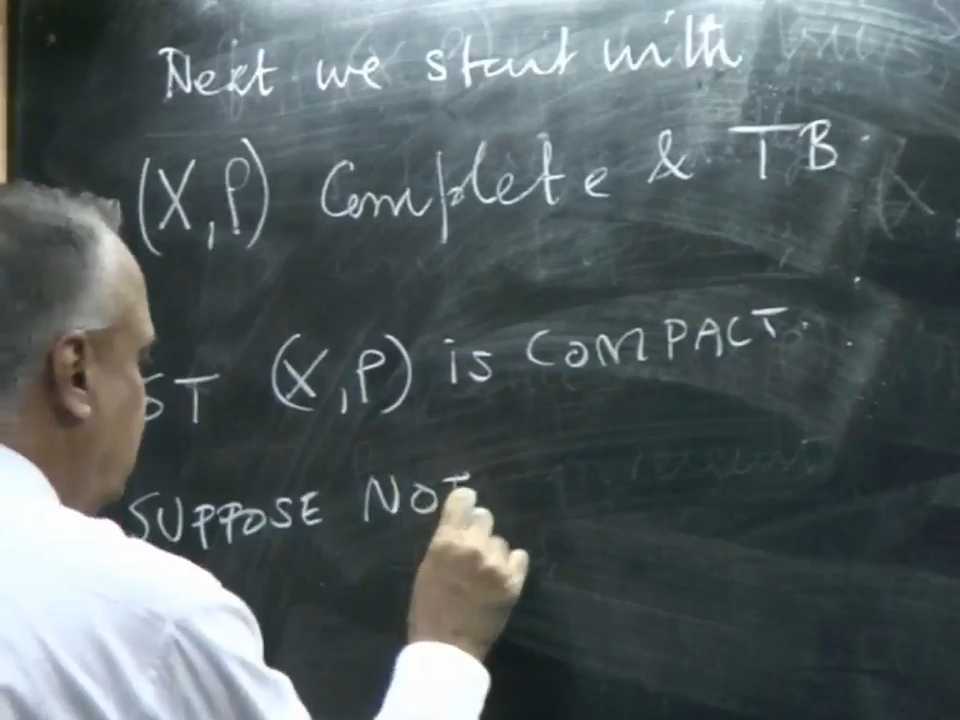 Next we start with
(X, P) Complete & TB
ST (X, P) is COMPACT.
SUPPOSE NOT